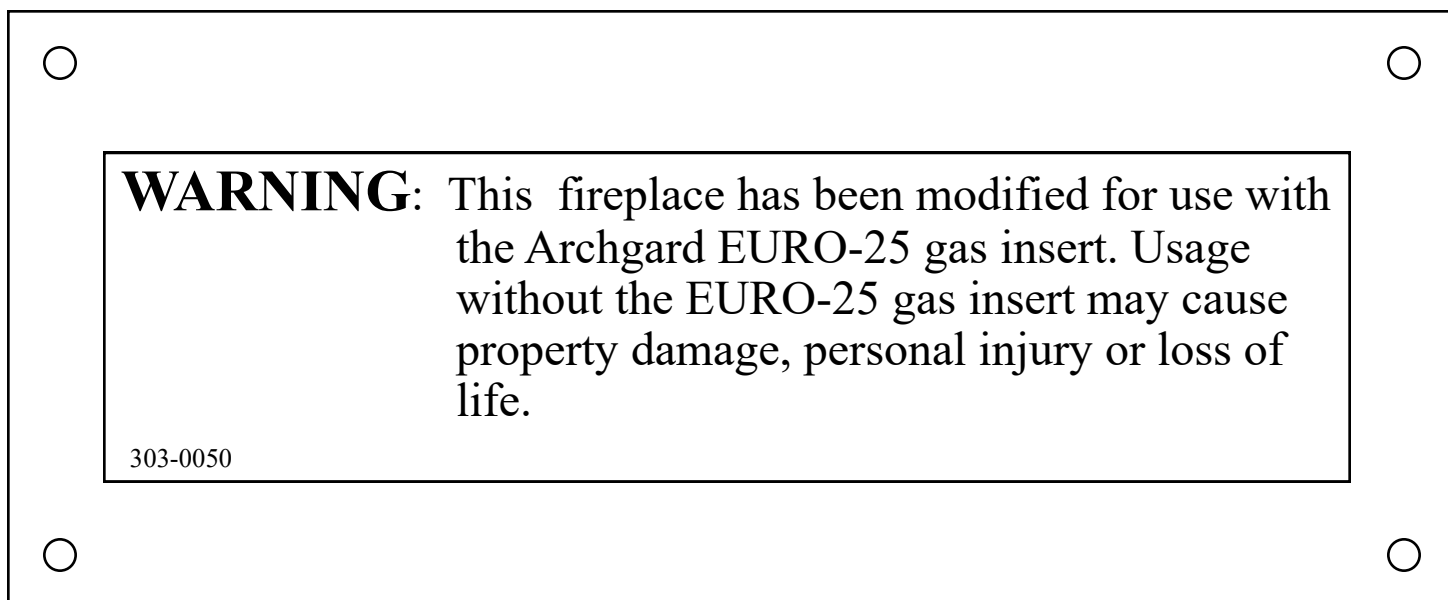 WARNING: This fireplace has been modified for use with
the Archgard EURO-25 gas insert. Usage
without the EURO-25 gas insert may cause
property damage, personal injury or loss of
life.
303-0050